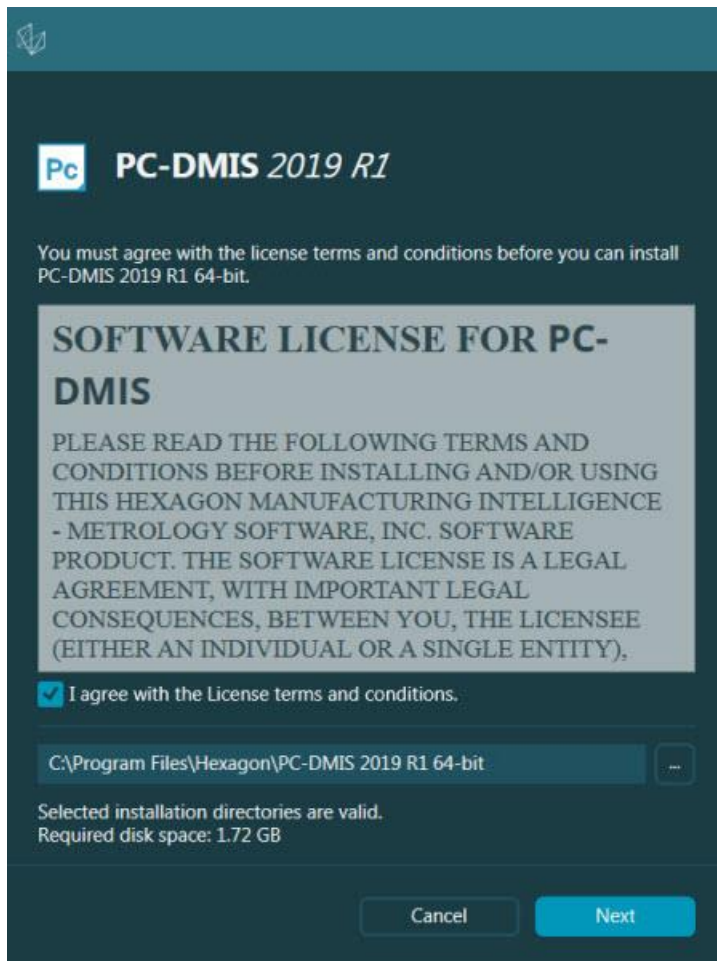 Pc
PC-DMIS 2019 R1
You must agree with the license terms and conditions before you can install
PC-DMIS 2019 R1 64-bit.
SOFTWARE LICENSE FOR PC-
DMIS
PLEASE READ THE FOLLOWING TERMS AND
CONDITIONS BEFORE INSTALLING AND/OR USING
THIS HEXAGON MANUFACTURING INTELLIGENCE
- METROLOGY SOFTWARE, INC. SOFTWARE
PRODUCT. THE SOFTWARE LICENSE IS A LEGAL
AGREEMENT, WITH IMPORTANT LEGAL
CONSEQUENCES, BETWEEN YOU, THE LICENSEE
(EITHER AN INDIVIDUAL OR A SINGLE ENTITY),
I agree with the License terms and conditions.
C:\Program Files\Hexagon\PC-DMIS 2019 R1 64-bit
...
Selected installation directories are valid.
Required disk space: 1.72 GB
Cancel
Next